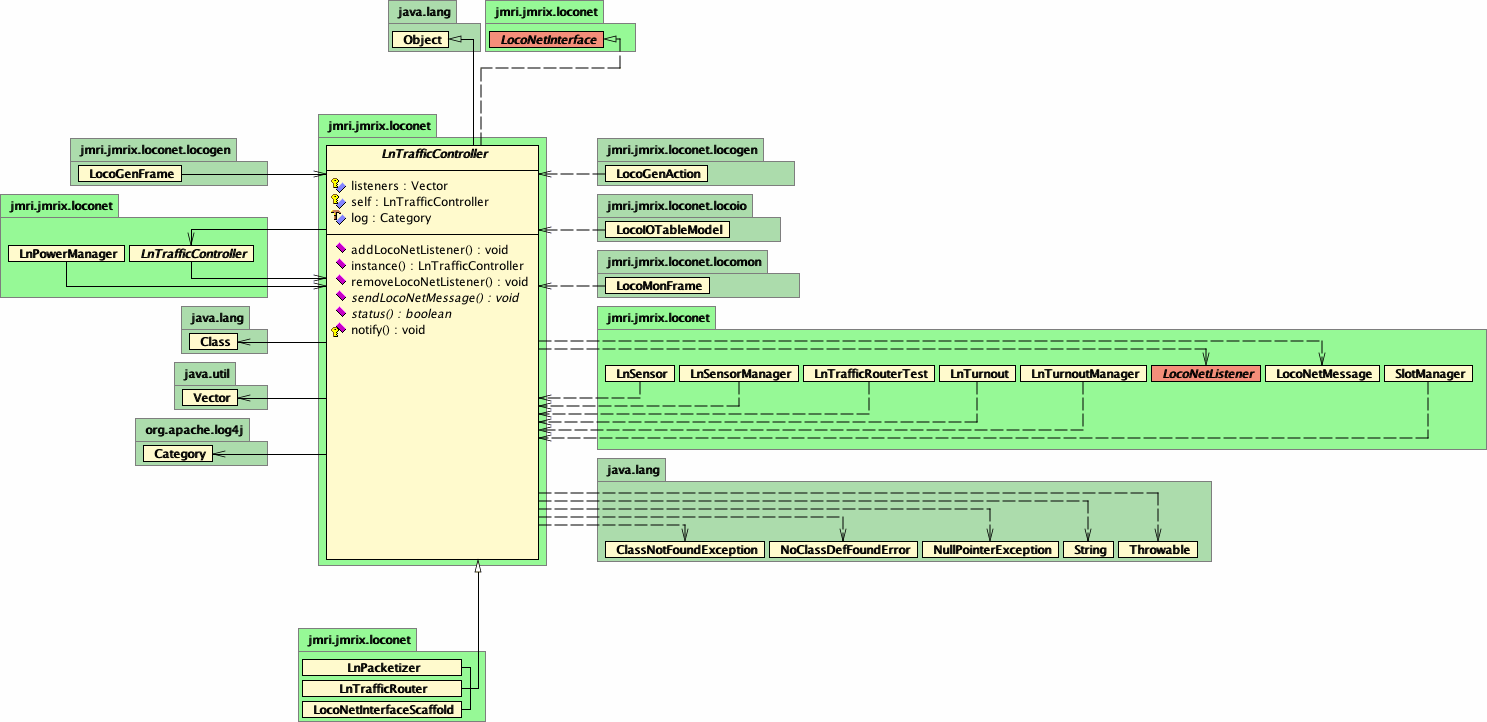 java.lang
Object
jmri.jmrix.loconet
LocoNetInterface
jmri.jmrix.loconet
LnTrafficController
listeners : Vector
self : LnTrafficController
log : Category
addLocoNetListener() : void
instance() : LnTrafficController
removeLocoNetListener() : void
sendLocoNetMessage() : void
status() : boolean
notify() : void
jmri.jmrix.loconet.locogen
LocoGenFrame
jmri.jmrix.loconet
LnPowerManager
LnTrafficController
java.lang
Class
java.util
Vector
org.apache.log4j
Category
jmri.jmrix.loconet.locogen
LocoGenAction
jmri.jmrix.loconet.locoio
LocoIOTableModel
jmri.jmrix.loconet.locomon
LocoMonFrame
jmri.jmrix.loconet
LnSensor
LnSensorManager
LnTrafficRouterTest
LnTurnout
LnTurnoutManager
LocoNetListener
LocoNetMessage
SlotManager
java.lang
ClassNotFoundException
NoClassDefFoundError
NullPointerException
String
Throwable
jmri.jmrix.loconet
LnPacketizer
LnTrafficRouter
LocoNetInterfaceScaffold